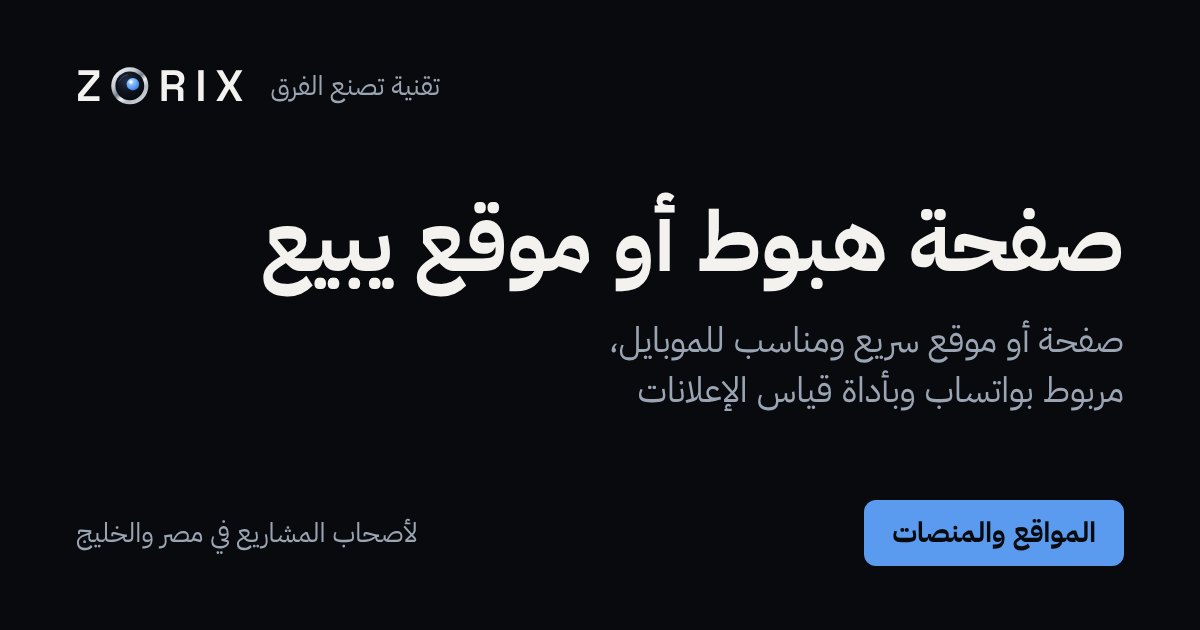 ZORIX
تقنية تصنع الفرق
صفحة هبوط أو موقع يبيع
صفحة أو موقع سريع ومناسب للموبايل،
مربوط بواتساب وبأداة قياس الإعلانات
المواقع والمنصات
لأصحاب المشاريع في مصر والخليج